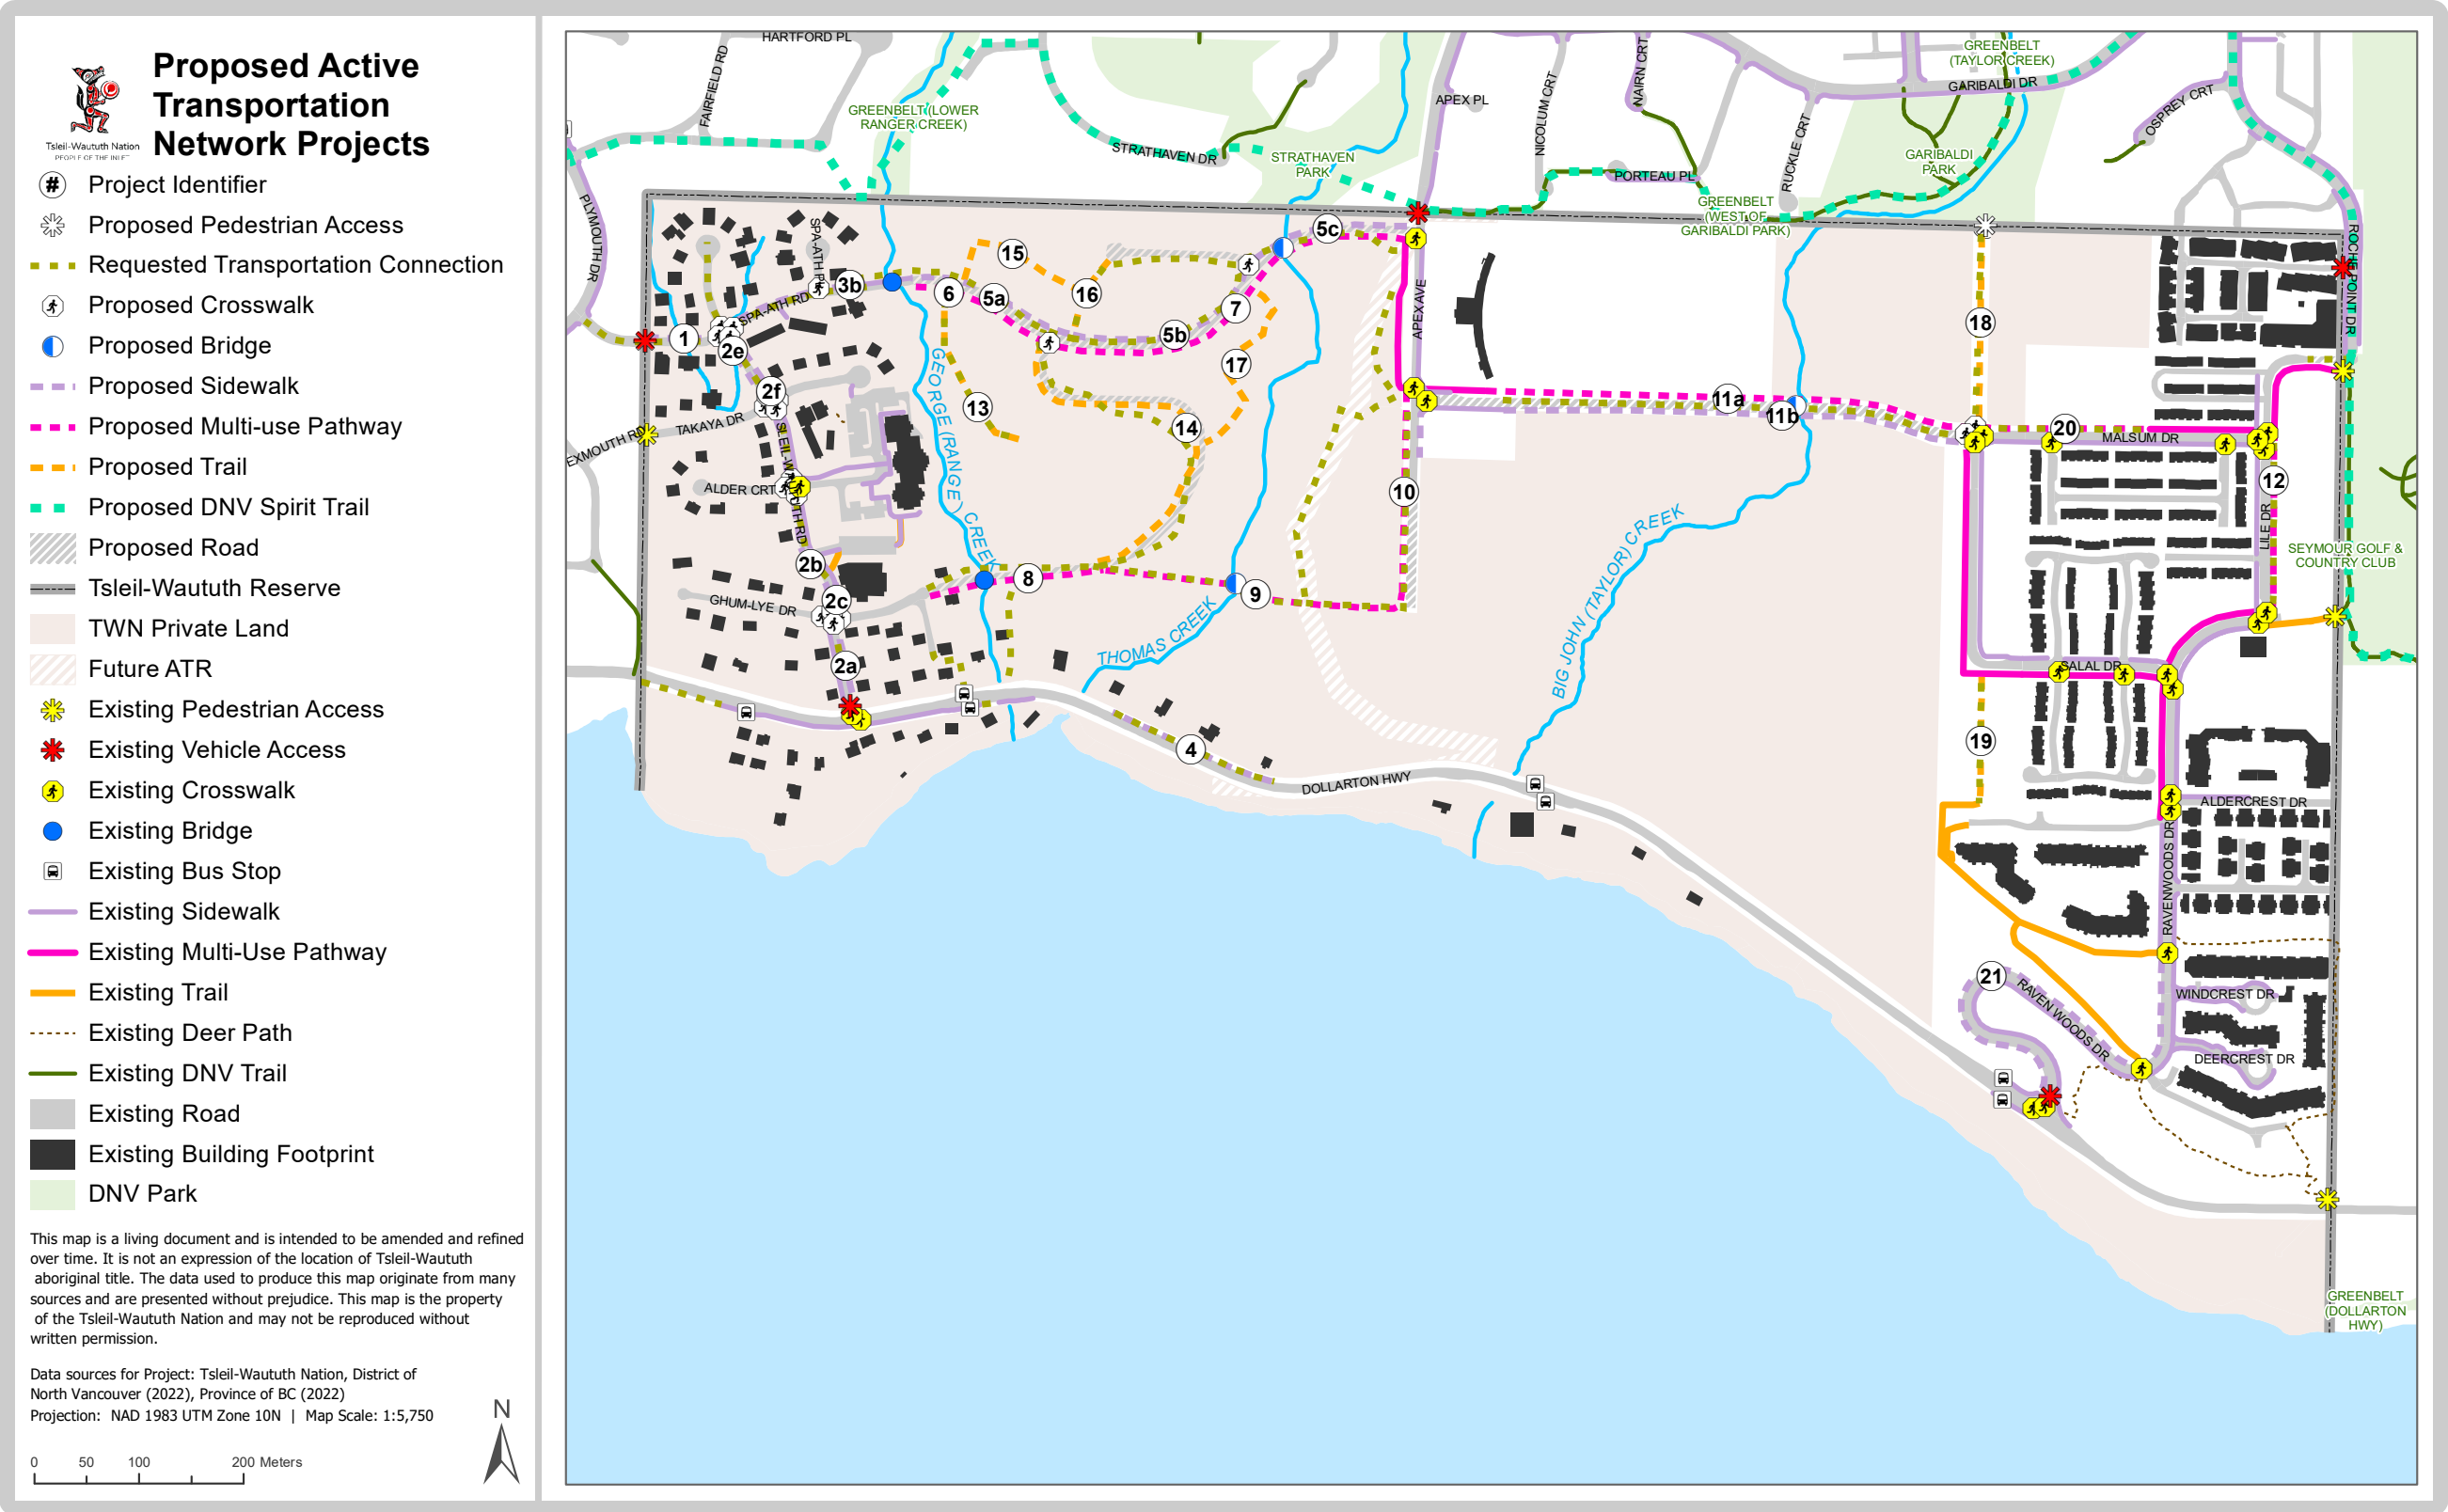 Proposed Active
Transportation
Network Projects
Tsleil-Waututh Nation
PEOPLE OF THE INLET
#
Project Identifier
Proposed Pedestrian Access
Requested Transportation Connection
Proposed Crosswalk
Proposed Bridge
Proposed Sidewalk
Proposed Multi-use Pathway
Proposed Trail
Proposed DNV Spirit Trail
Proposed Road
Tsleil-Waututh Reserve
TWN Private Land
Future ATR
Existing Pedestrian Access
Existing Vehicle Access
Existing Crosswalk
Existing Bridge
Existing Bus Stop
Existing Sidewalk
Existing Multi-Use Pathway
Existing Trail
Existing Deer Path
Existing DNV Trail
Existing Road
Existing Building Footprint
DNV Park
This map is a living document and is intended to be amended and refined
over time. It is not an expression of the location of Tsleil-Waututh
aboriginal title. The data used to produce this map originate from many
sources and are presented without prejudice. This map is the property
of the Tsleil-Waututh Nation and may not be reproduced without
written permission.
Data sources for Project: Tsleil-Waututh Nation, District of
North Vancouver (2022), Province of BC (2022)
Projection: NAD 1983 UTM Zone 10N | Map Scale: 1:5,750
0 50 100 200 Meters
N
HARTFORD PL
FAIRFIELD RD
GREENBELT (LOWER
RANGER CREEK)
STRATHAVEN DR
STRATHAVEN
PARK
APEX PL
NICOLUM CRT
NAIRN CRT
PORTEAU PL
RUCKLE CRT
GREENBELT
(WEST OF
GARIBALDI PARK)
GREENBELT
(TAYLOR CREEK)
GARIBALDI DR
GARIBALDI
PARK
OSPREY CRT
ROCHE POINT DR
PLYMOUTH DR
SPA-ATH PL
SPA-ATH RD
EXMOUTH RD
TAKAYA DR
ALDER CRT
GHUM-LYE DR
GEORGE (RANGE) CREEK
THOMAS CREEK
BIG JOHN (TAYLOR) CREEK
APEX AVE
DOLLARTON HWY
MALSUM DR
LILE DR
SALAL DR
SEYMOUR GOLF &
COUNTRY CLUB
ALDERCREST DR
RAVENWOODS DR
WINDCREST DR
RAVEN WOODS DR
DEERCREST DR
GREENBELT
(DOLLARTON
HWY)
1
2e
2f
2b
2c
2a
3b
6
5a
15
16
5b
7
5c
17
13
14
8
9
4
10
11a
11b
18
20
12
19
21